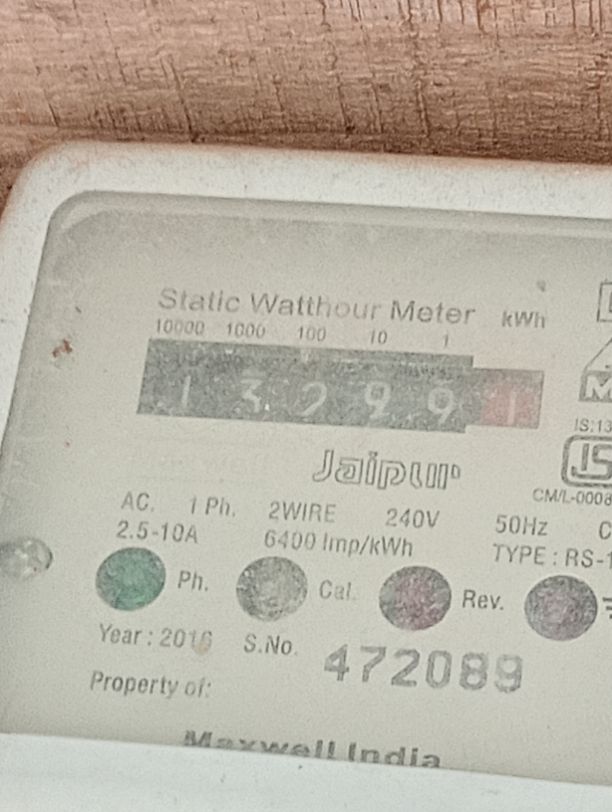 Static Watthour Meter kWh
10000 1000 100 10 1
1 3 2 9 9 1
Jaipur
IS:13
CM/L-0008
AC. 1 Ph. 2WIRE 240V 50Hz C
2.5-10A 6400 Imp/kWh TYPE : RS-1
Ph. Cal. Rev.
Year : 2016 S.No. 472089
Property of:
Maxwell India